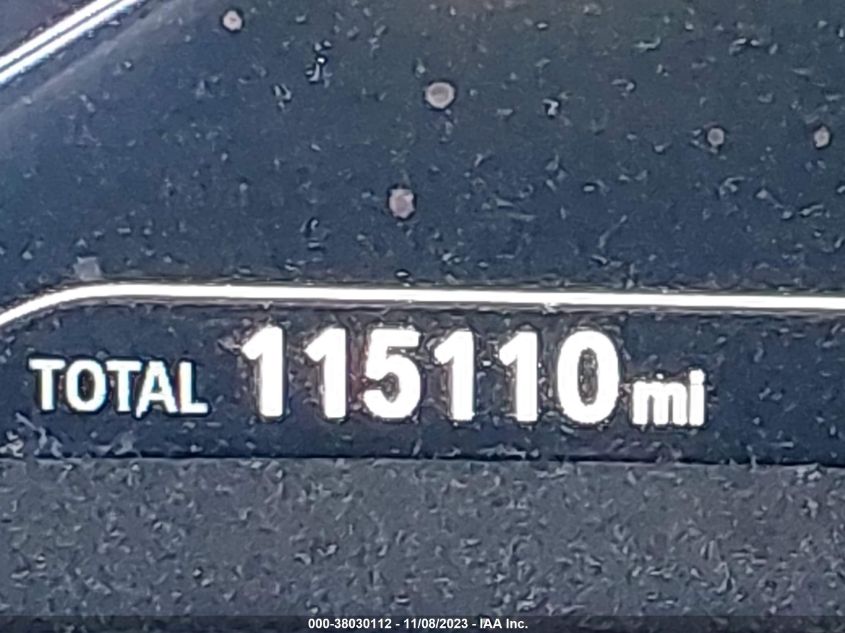 TOTAL 115110 mi
000-38030112 - 11/08/2023 - IAA Inc.